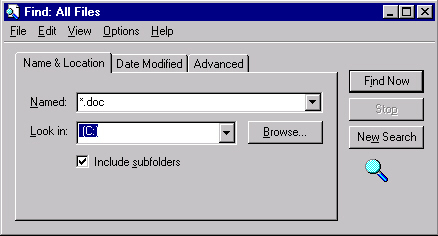 Find: All Files
File Edit View Options Help
Name & Location Date Modified Advanced
Named: *.doc
Look in: (C:)
Browse...
Include subfolders
Find Now
Stop
New Search